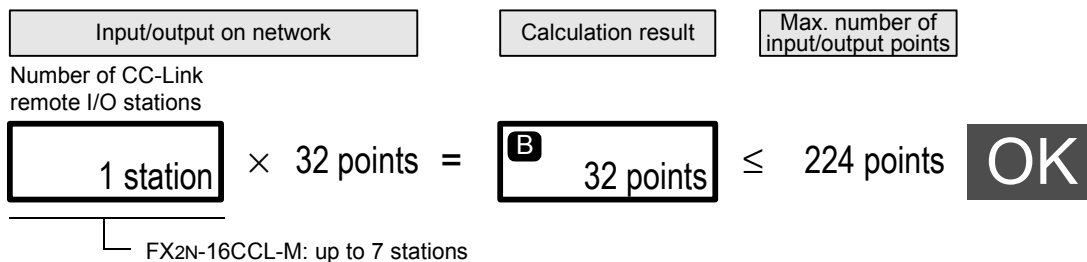 Input/output on network
Calculation result
Max. number of
input/output points
Number of CC-Link
remote I/O stations
1 station × 32 points = B 32 points ≤ 224 points OK
FX2N-16CCL-M: up to 7 stations